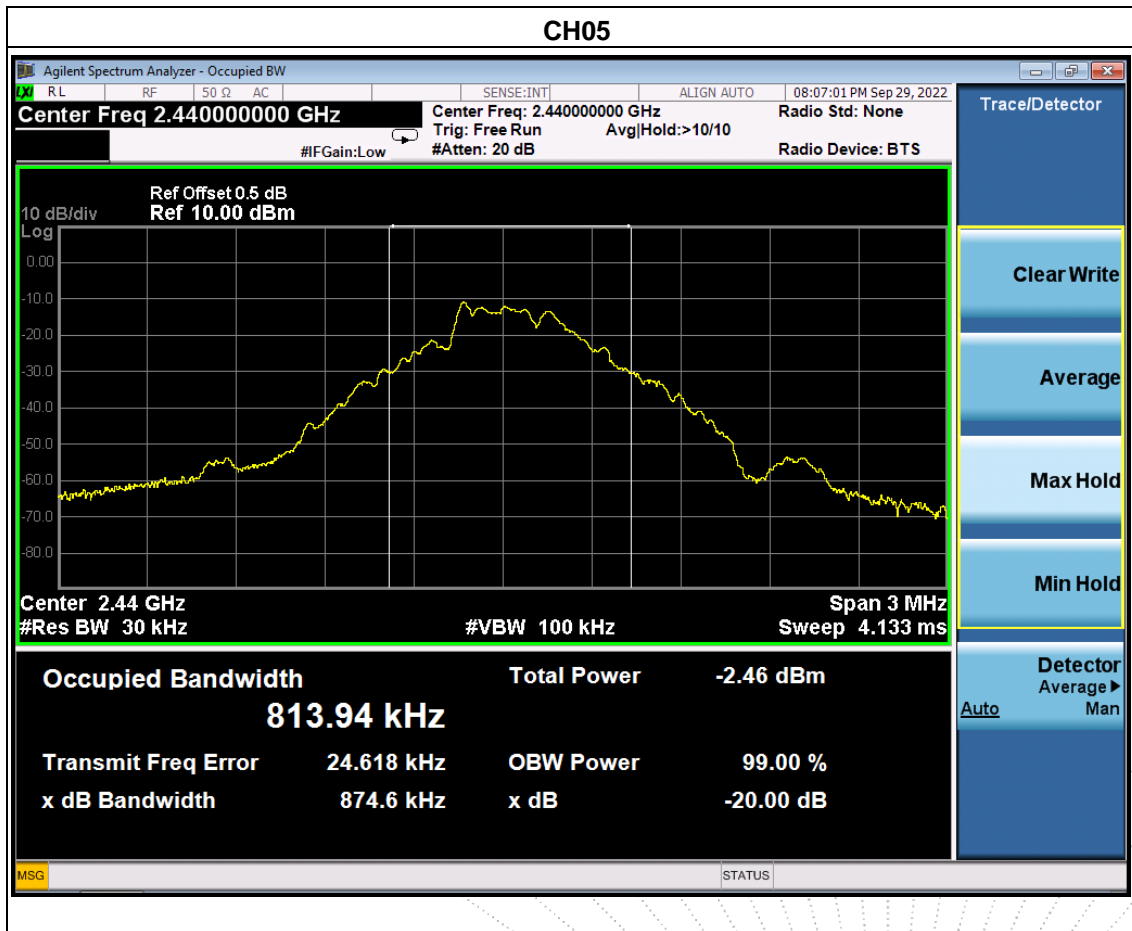 CH05
Agilent Spectrum Analyzer - Occupied BW
LXI RL RF 50 Ω AC SENSE:INT ALIGN AUTO 08:07:01 PM Sep 29, 2022
Center Freq 2.440000000 GHz
Center Freq: 2.440000000 GHz
Radio Std: None
Trig: Free Run Avg|Hold:>10/10
#IFGain:Low
#Atten: 20 dB
Radio Device: BTS
Trace/Detector
Ref Offset 0.5 dB
10 dB/div Ref 10.00 dBm
Log
0.00
-10.0
-20.0
-30.0
-40.0
-50.0
-60.0
-70.0
-80.0
Center 2.44 GHz Span 3 MHz
#Res BW 30 kHz #VBW 100 kHz Sweep 4.133 ms
Clear Write
Average
Max Hold
Min Hold
Detector
Average▶
Auto Man
Occupied Bandwidth Total Power -2.46 dBm
813.94 kHz
Transmit Freq Error 24.618 kHz OBW Power 99.00 %
x dB Bandwidth 874.6 kHz x dB -20.00 dB
MSG STATUS